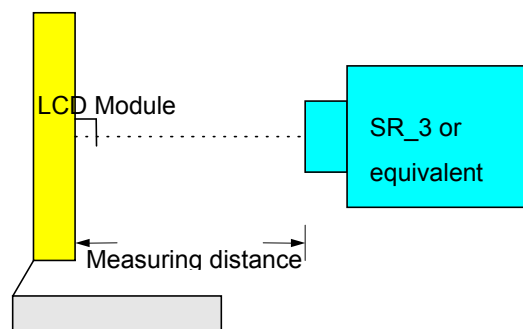 LCD Module
SR_3 or
equivalent
Measuring distance